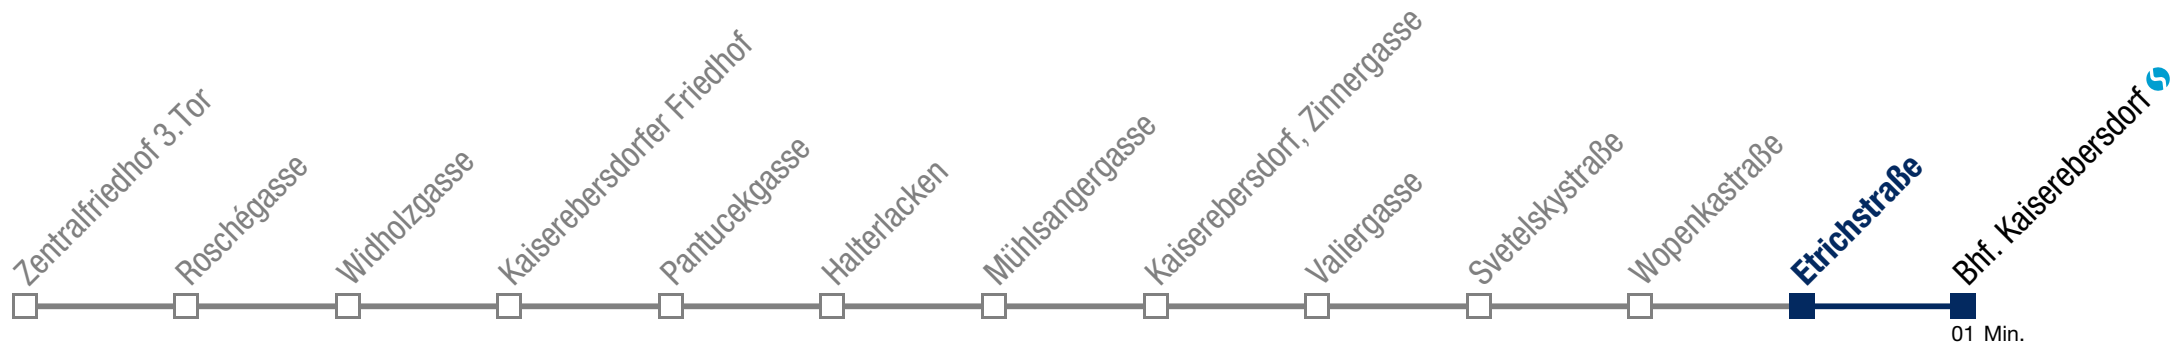 Zentralfriedhof 3.Tor
Roschégasse
Widholzgasse
Kaiserebersdorfer Friedhof
Pantucekgasse
Halterlacken
Mühlsangergasse
Kaiserebersdorf, Zinnergasse
Valiergasse
Svetelskystraße
Wopenkastraße
Etrichstraße
Bhf. Kaiserebersdorf
01 Min.